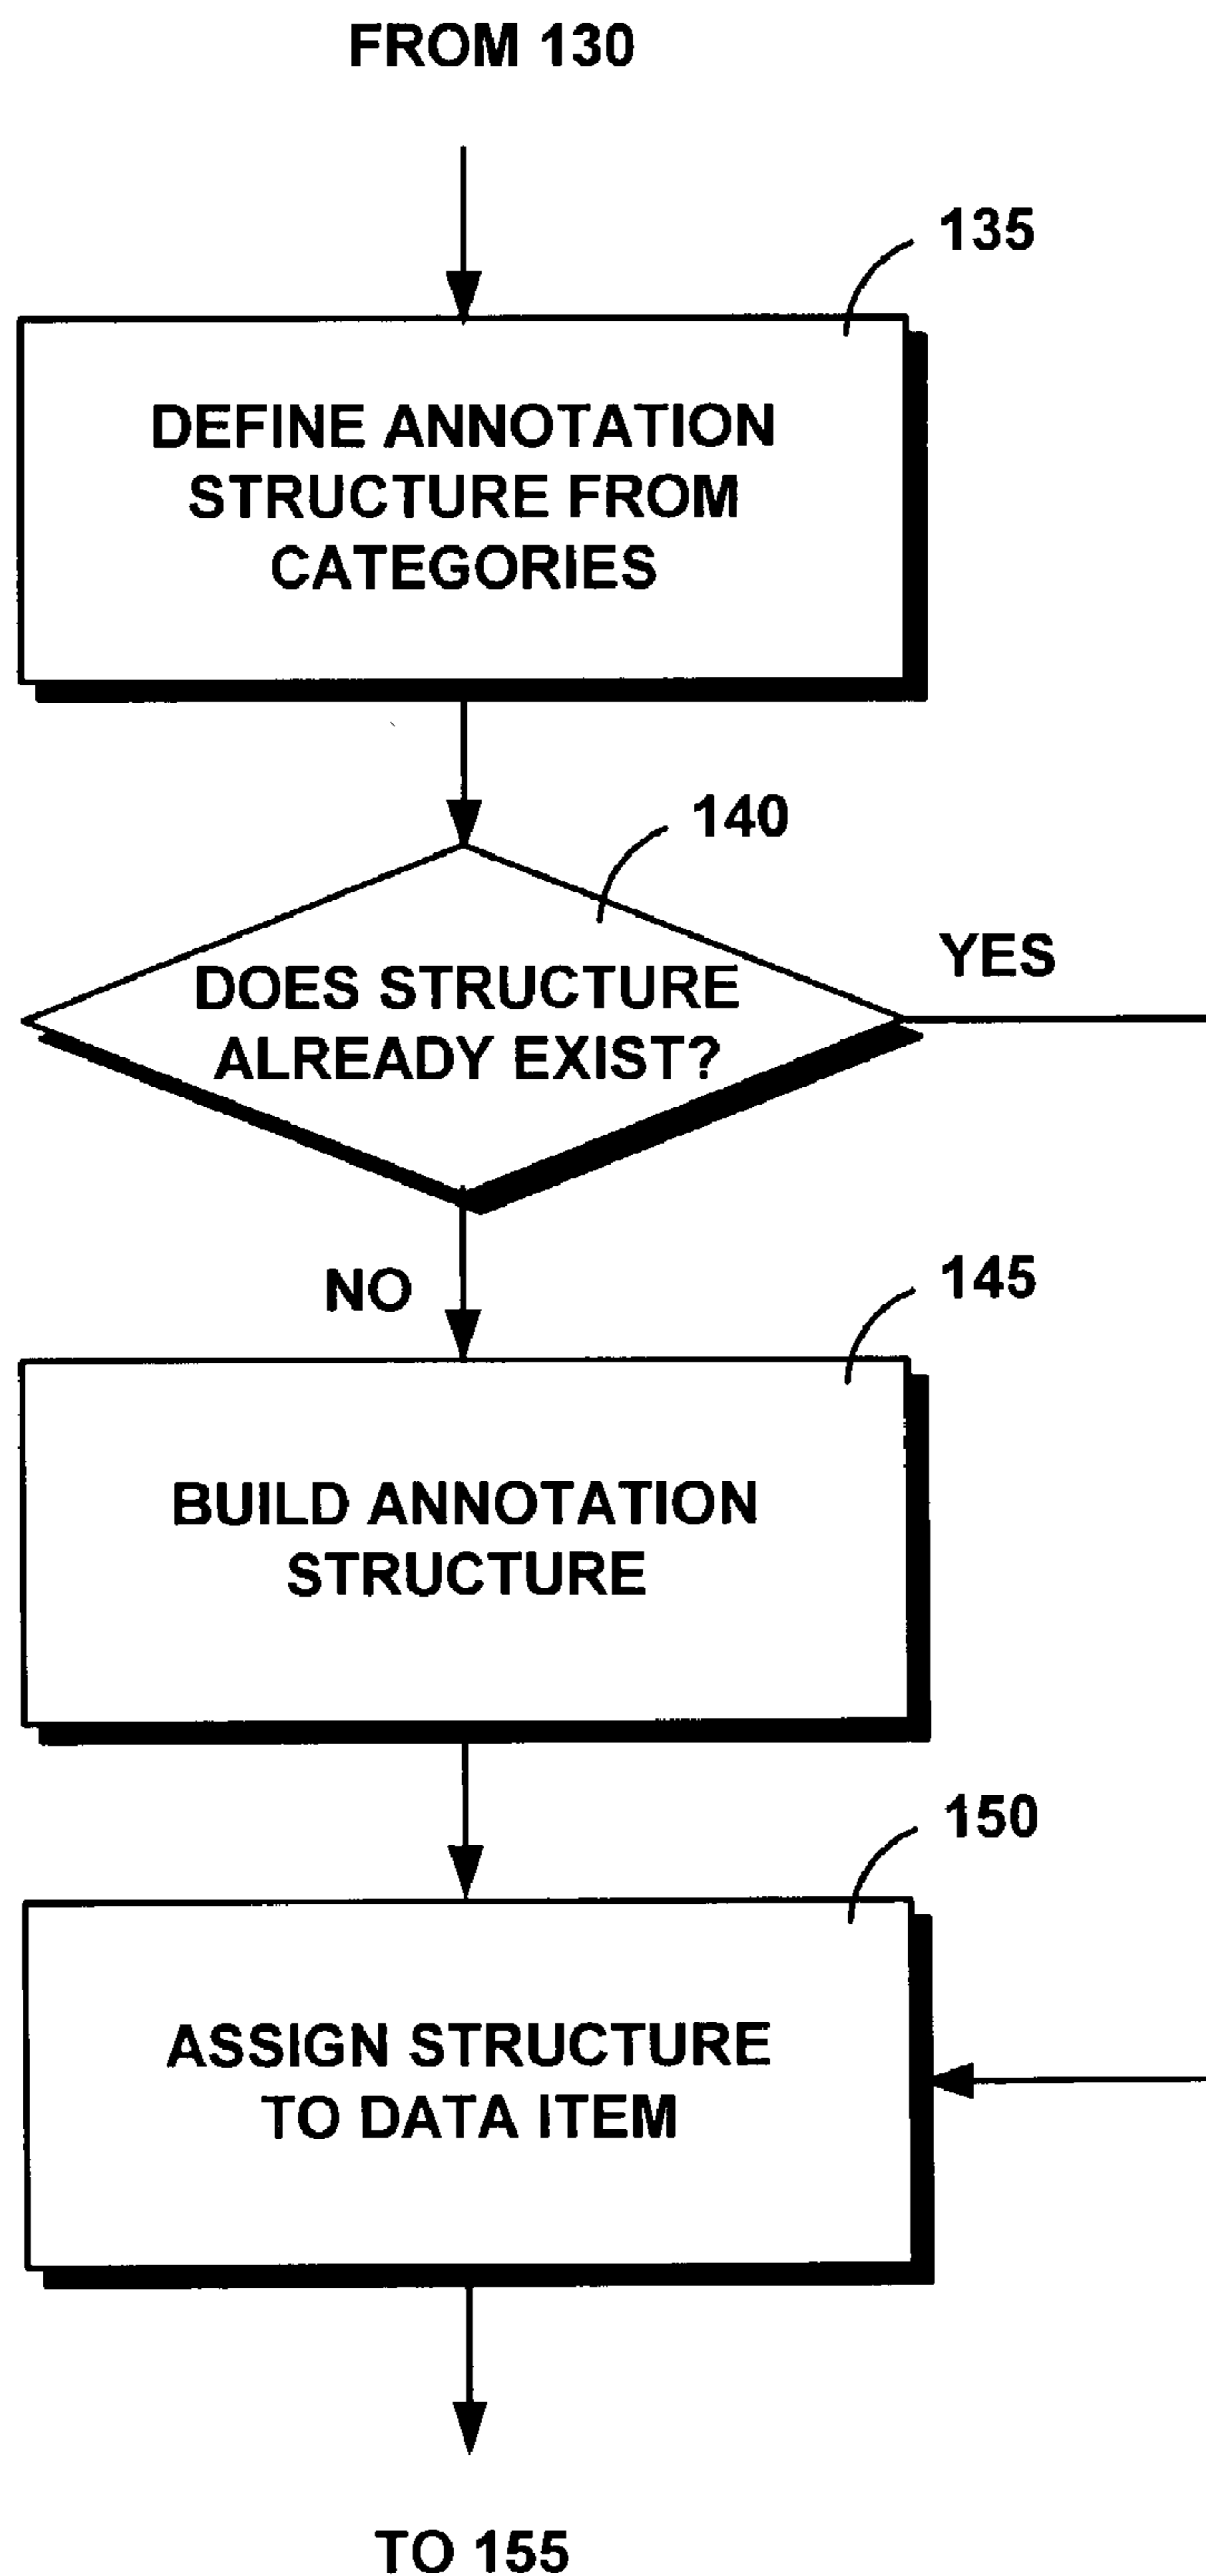 FROM 130
135
DEFINE ANNOTATION
STRUCTURE FROM
CATEGORIES
140
DOES STRUCTURE
ALREADY EXIST?
YES
NO
145
BUILD ANNOTATION
STRUCTURE
150
ASSIGN STRUCTURE
TO DATA ITEM
TO 155